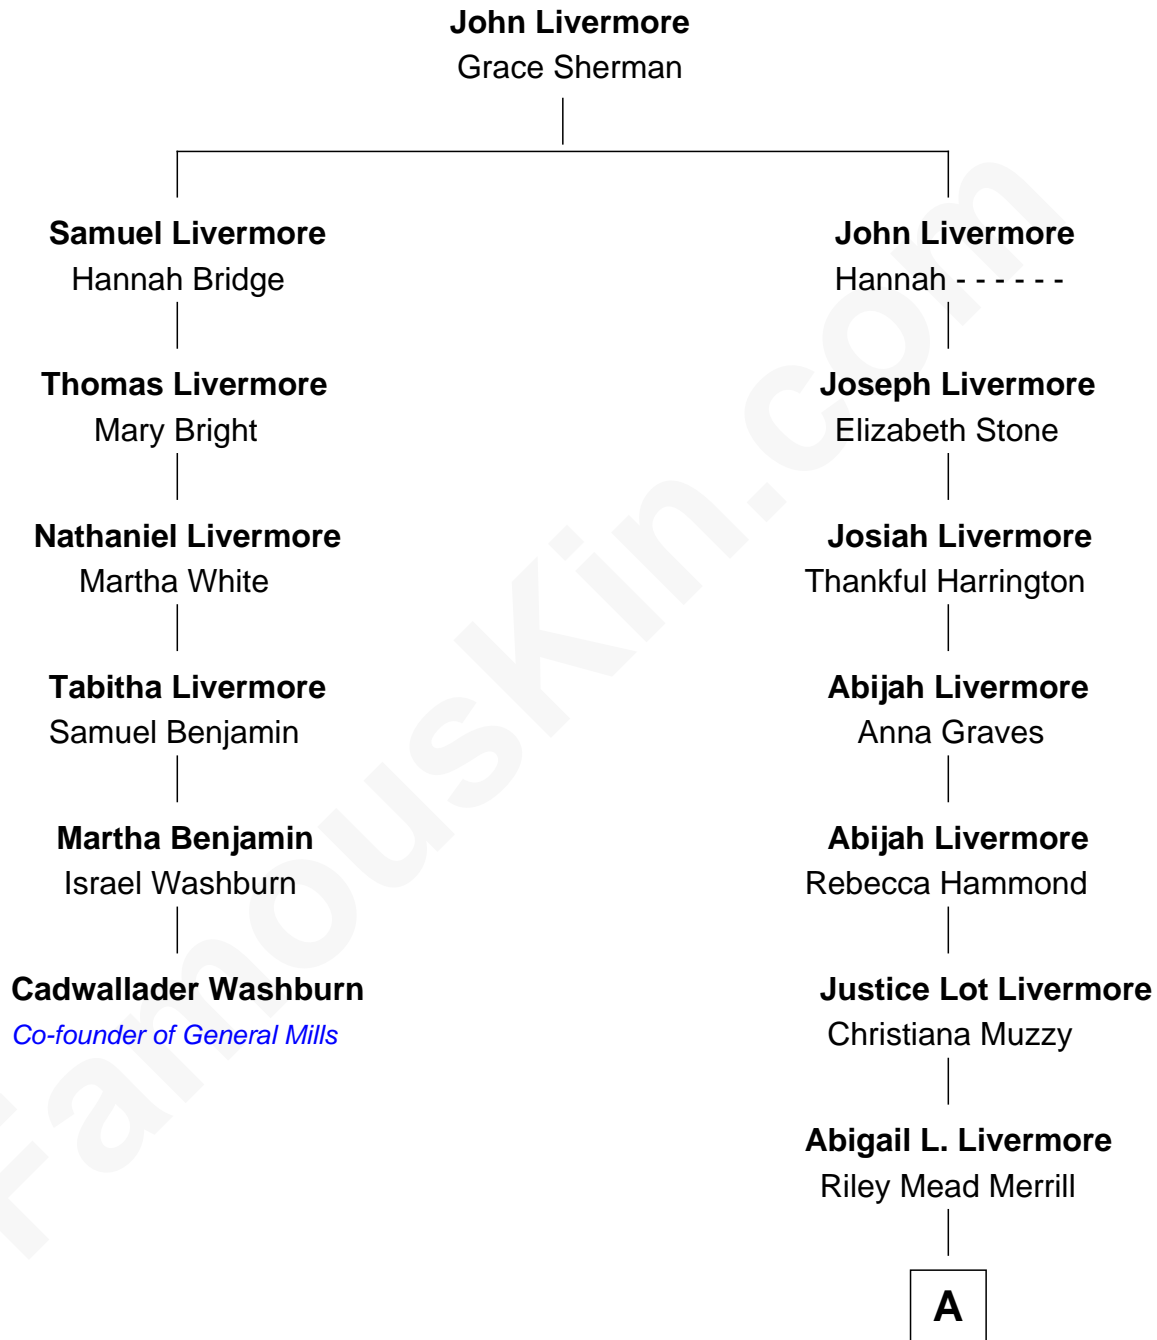 John Livermore
Grace Sherman
Samuel Livermore
Hannah Bridge
John Livermore
Hannah - - - - - -
Thomas Livermore
Mary Bright
Joseph Livermore
Elizabeth Stone
Nathaniel Livermore
Martha White
Josiah Livermore
Thankful Harrington
Tabitha Livermore
Samuel Benjamin
Abijah Livermore
Anna Graves
Martha Benjamin
Israel Washburn
Abijah Livermore
Rebecca Hammond
Cadwallader Washburn
Co-founder of General Mills
Justice Lot Livermore
Christiana Muzzy
Abigail L. Livermore
Riley Mead Merrill
A
FamousKin.com